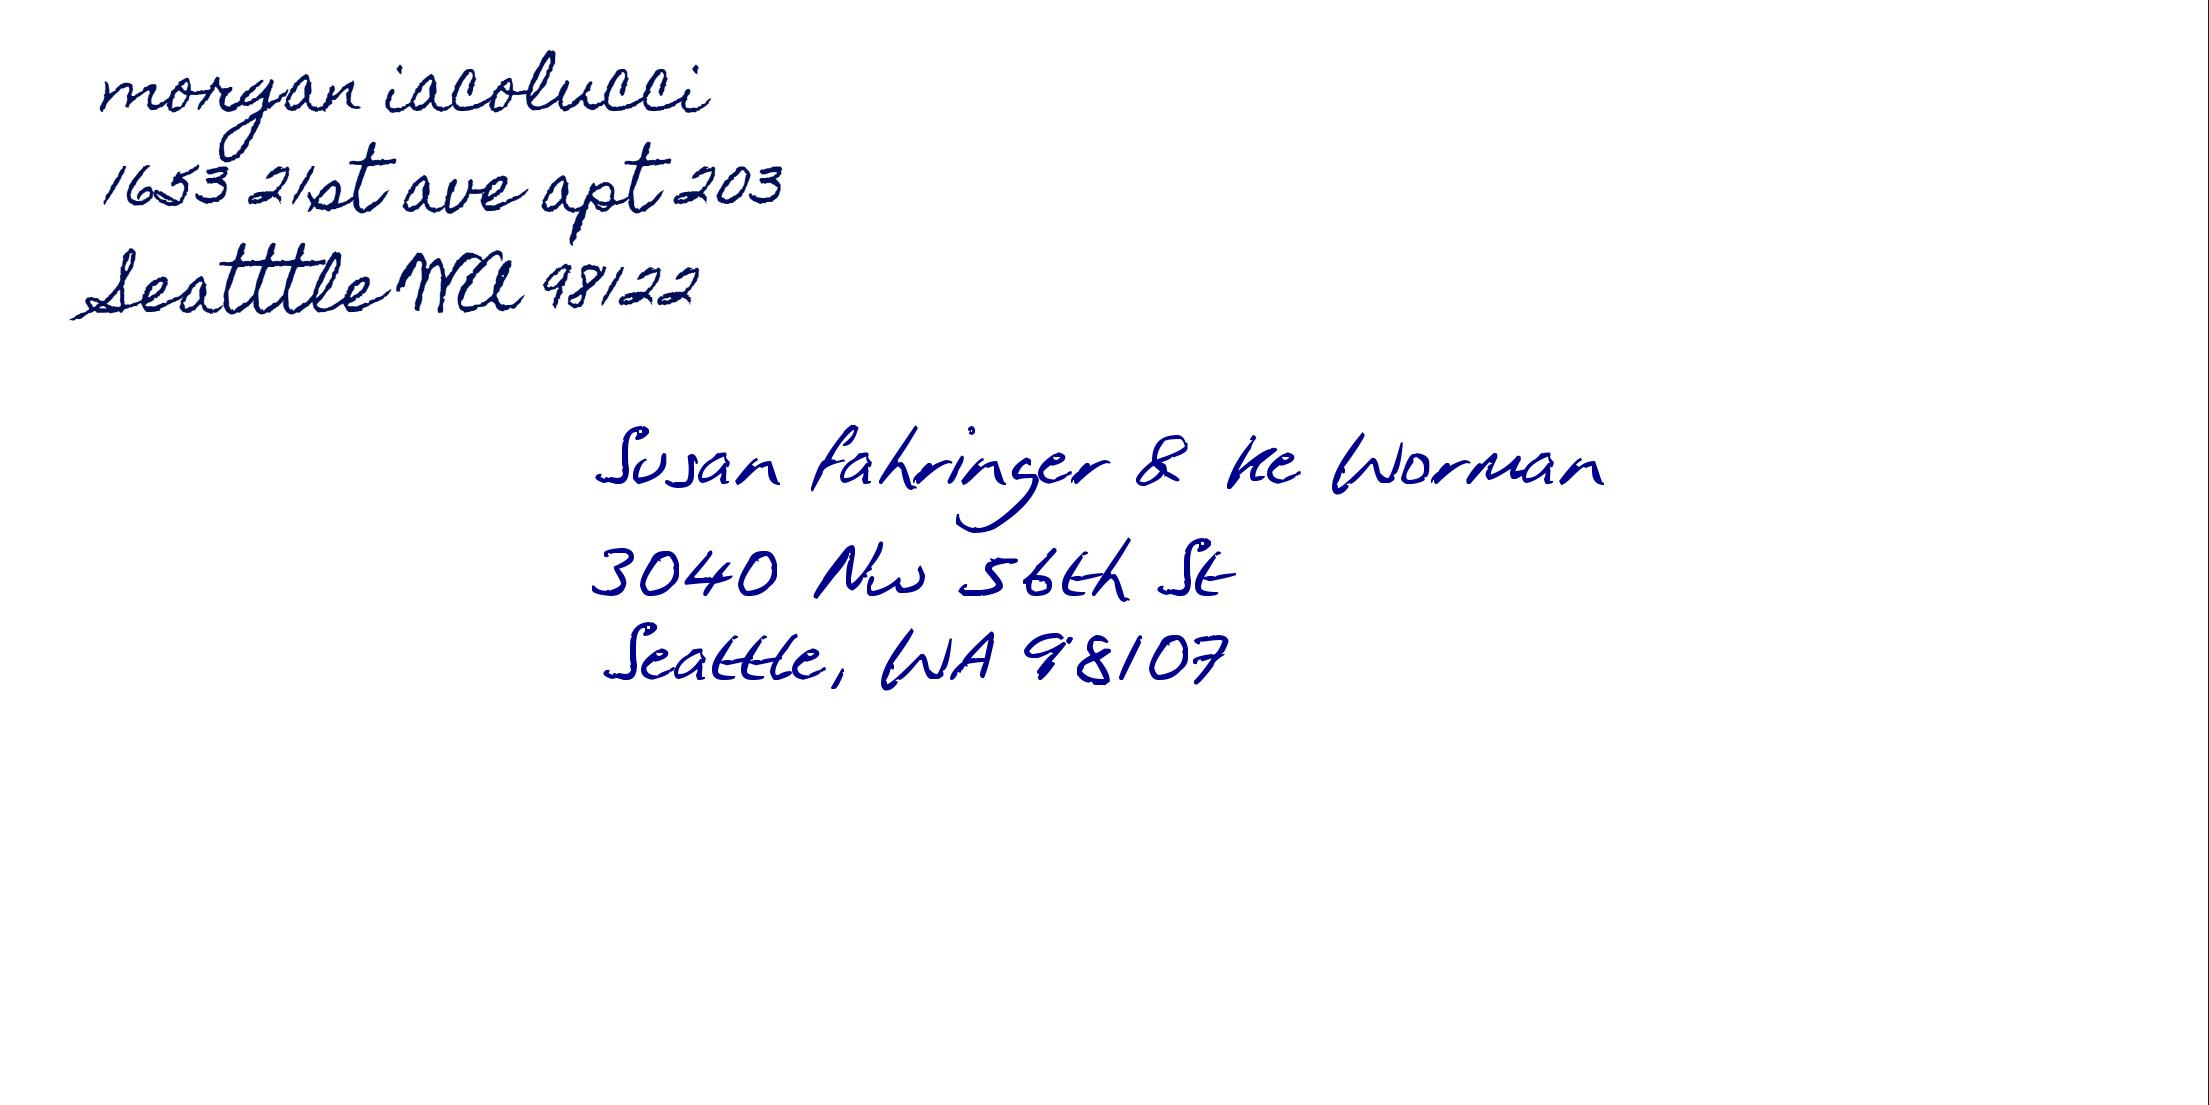 morgan iacolucci
1653 21st ave apt 203
Seatttle WA 98122
Susan Fahringer & Ke Worman
3040 Nw 56th St
Seattle, WA 98107